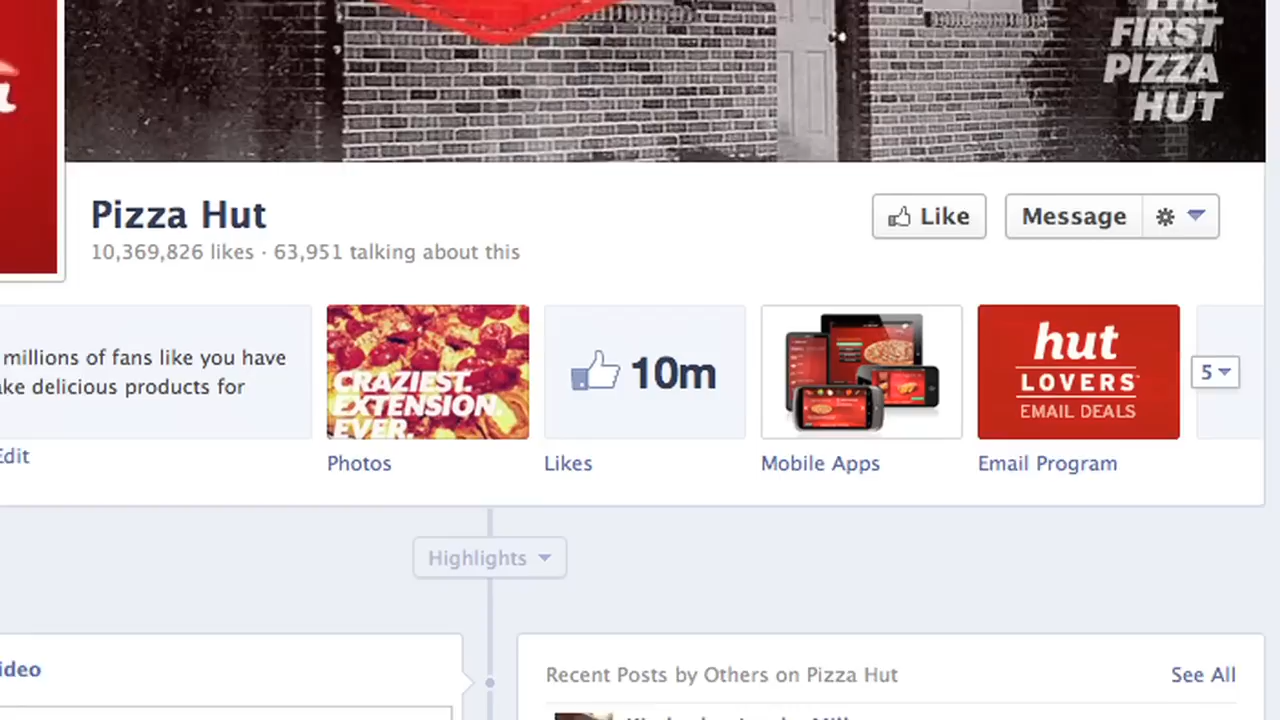 THE
FIRST
PIZZA
HUT
a
Pizza Hut
Like
Message
10,369,826 likes · 63,951 talking about this
millions of fans like you have
ake delicious products for
Edit
CRAZIEST.
EXTENSION.
EVER.
Photos
10m
Likes
Mobile Apps
hut
LOVERS
EMAIL DEALS
Email Program
5
Highlights
ideo
Recent Posts by Others on Pizza Hut
See All